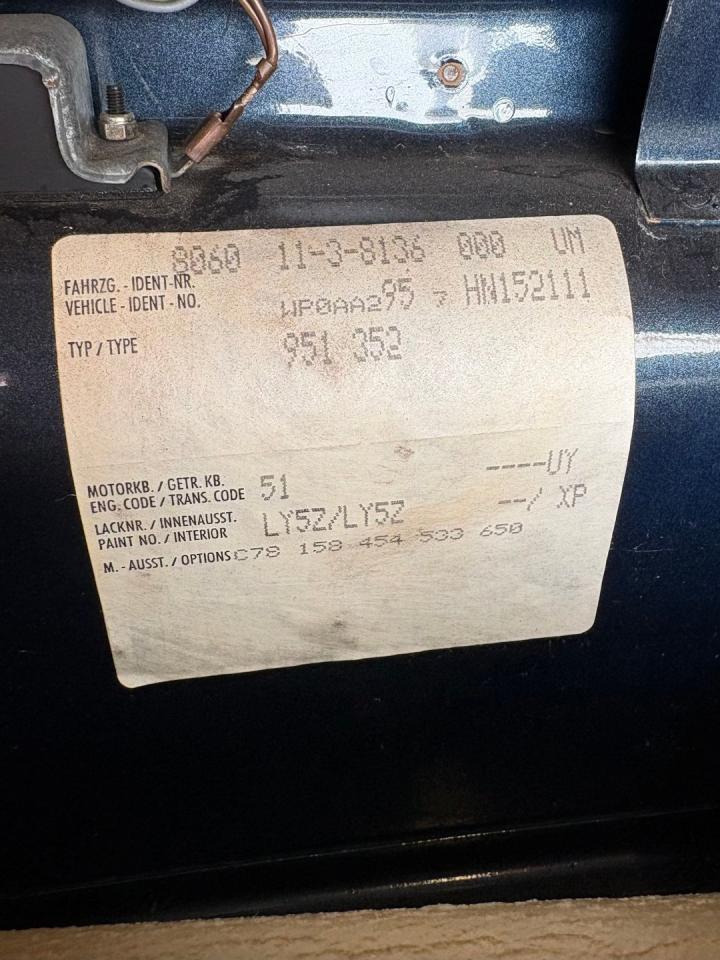 8060 11-3-8136 000 UM
FAHRZG. - IDENT-NR.
VEHICLE - IDENT - NO. WP0AA295 7 HN152111
TYP / TYPE 951 352
MOTORKB. / GETR. KB. ----UY
ENG. CODE / TRANS. CODE 51
LACKNR. / INNENAUSST. --/ XP
PAINT NO. / INTERIOR LY5Z/LY5Z
M. - AUSST. / OPTIONS C78 158 454 533 650